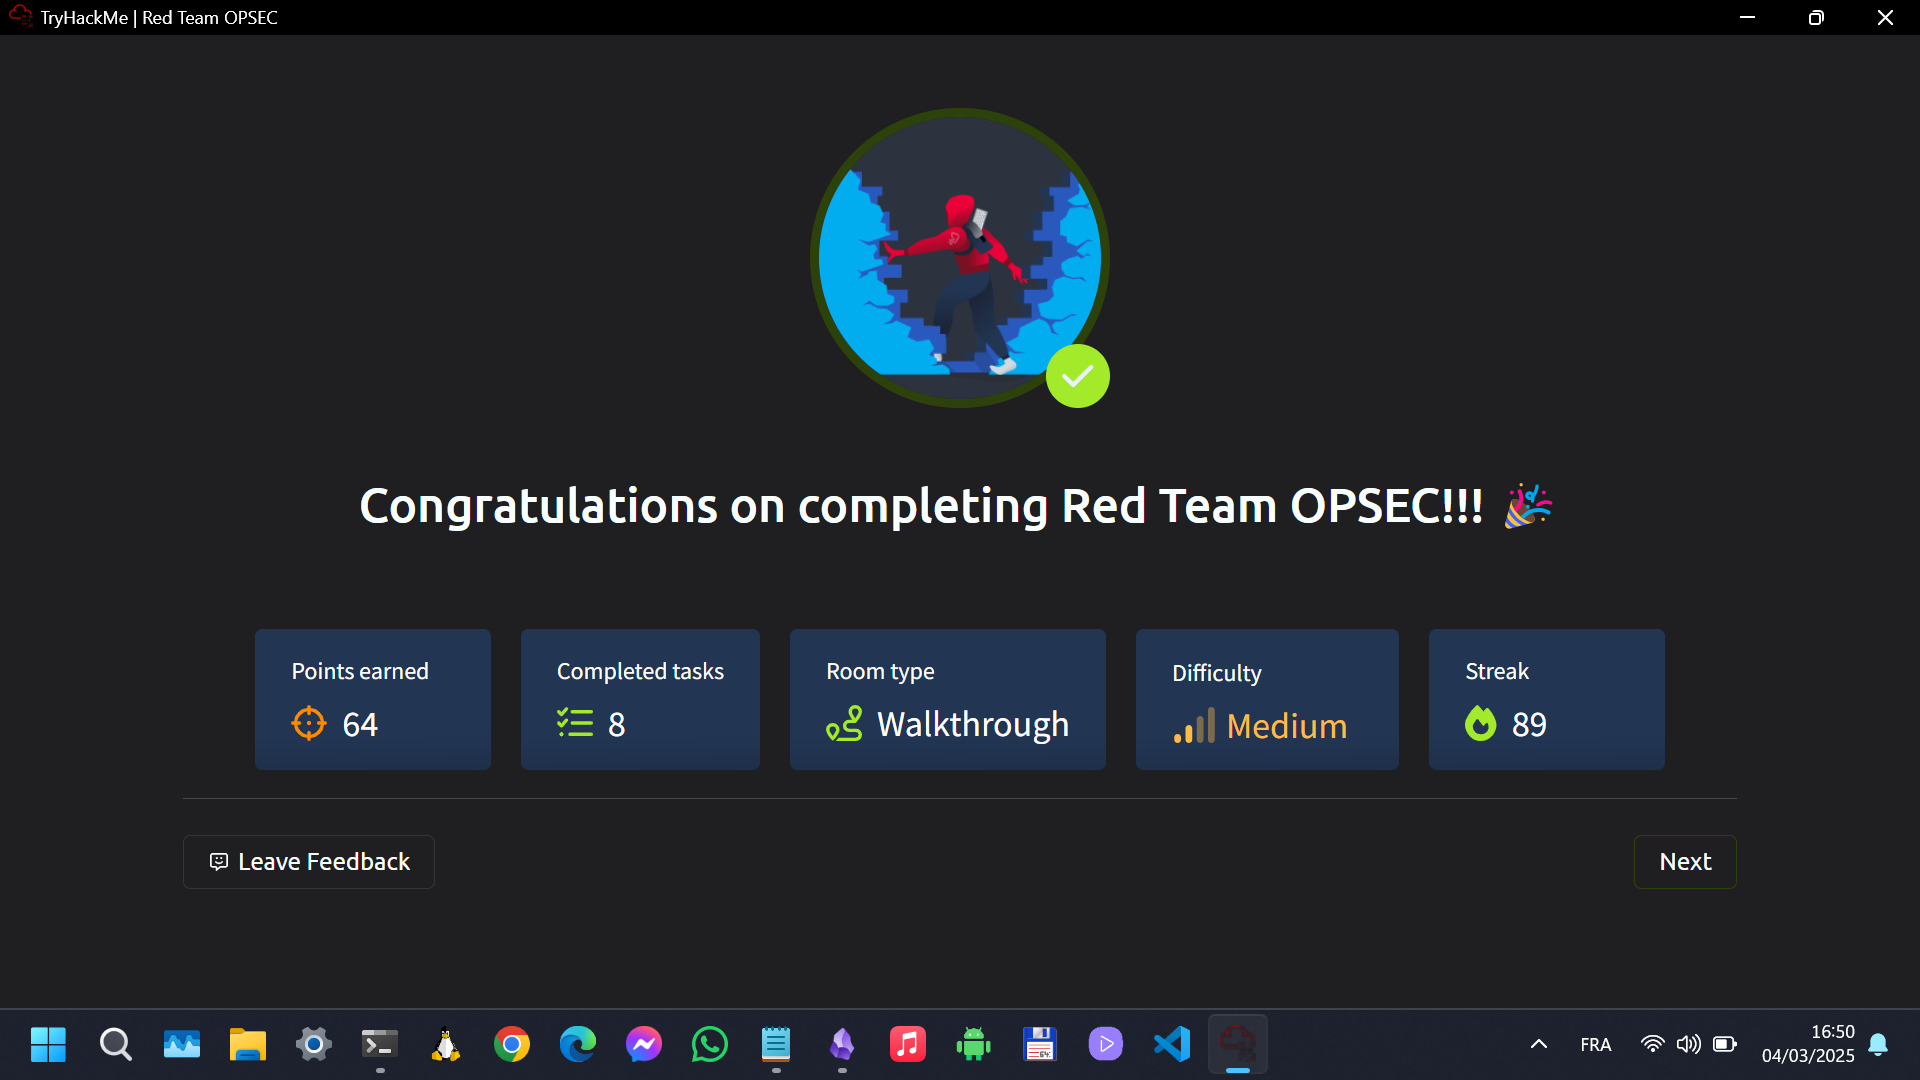 TryHackMe | Red Team OPSEC
Congratulations on completing Red Team OPSEC!!! 🎉
Points earned
64
Completed tasks
8
Room type
Walkthrough
Difficulty
Medium
Streak
89
Leave Feedback
Next
64
FRA
16:50
04/03/2025